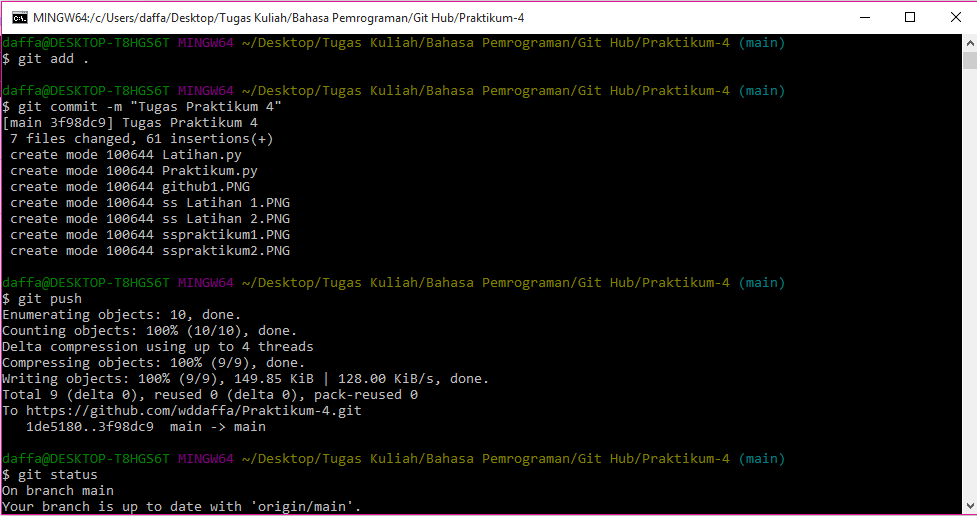 MINGW64:/c/Users/daffa/Desktop/Tugas Kuliah/Bahasa Pemrograman/Git Hub/Praktikum-4
daffa@DESKTOP-T8HGS6T MINGW64 ~/Desktop/Tugas Kuliah/Bahasa Pemrograman/Git Hub/Praktikum-4 (main)
$ git add .
daffa@DESKTOP-T8HGS6T MINGW64 ~/Desktop/Tugas Kuliah/Bahasa Pemrograman/Git Hub/Praktikum-4 (main)
$ git commit -m "Tugas Praktikum 4"
[main 3f98dc9] Tugas Praktikum 4
 7 files changed, 61 insertions(+)
 create mode 100644 Latihan.py
 create mode 100644 Praktikum.py
 create mode 100644 github1.PNG
 create mode 100644 ss Latihan 1.PNG
 create mode 100644 ss Latihan 2.PNG
 create mode 100644 sspraktikum1.PNG
 create mode 100644 sspraktikum2.PNG
daffa@DESKTOP-T8HGS6T MINGW64 ~/Desktop/Tugas Kuliah/Bahasa Pemrograman/Git Hub/Praktikum-4 (main)
$ git push
Enumerating objects: 10, done.
Counting objects: 100% (10/10), done.
Delta compression using up to 4 threads
Compressing objects: 100% (9/9), done.
Writing objects: 100% (9/9), 149.85 KiB | 128.00 KiB/s, done.
Total 9 (delta 0), reused 0 (delta 0), pack-reused 0
To https://github.com/wddaffa/Praktikum-4.git
   1de5180..3f98dc9  main -> main
daffa@DESKTOP-T8HGS6T MINGW64 ~/Desktop/Tugas Kuliah/Bahasa Pemrograman/Git Hub/Praktikum-4 (main)
$ git status
On branch main
Your branch is up to date with 'origin/main'.